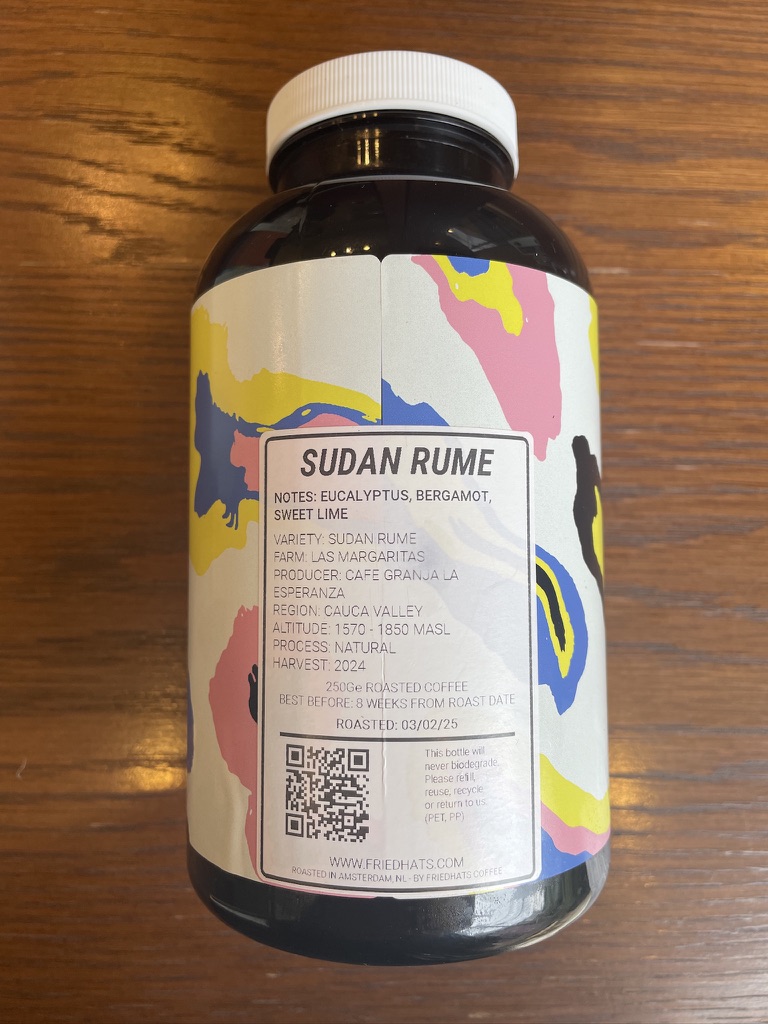 SUDAN RUME
NOTES: EUCALYPTUS, BERGAMOT,
SWEET LIME
VARIETY: SUDAN RUME
FARM: LAS MARGARITAS
PRODUCER: CAFE GRANJA LA
ESPERANZA
REGION: CAUCA VALLEY
ALTITUDE: 1570 - 1850 MASL
PROCESS: NATURAL
HARVEST: 2024
250G℮ ROASTED COFFEE
BEST BEFORE: 8 WEEKS FROM ROAST DATE
ROASTED: 03/02/25
This bottle will
never biodegrade.
Please refill,
reuse, recycle
or return to us.
(PET, PP)
WWW.FRIEDHATS.COM
ROASTED IN AMSTERDAM, NL - BY FRIEDHATS COFFEE